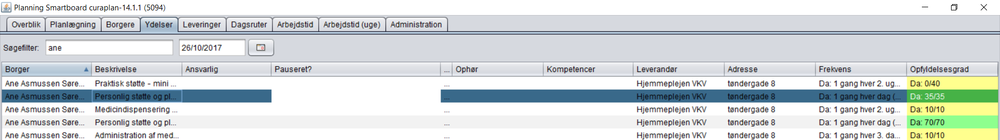 Planning Smartboard curaplan-14.1.1 (5094)
Overblik Planlægning Borgere Ydelser Leveringer Dagsruter Arbejdstid Arbejdstid (uge) Administration
Søgefilter: ane 26/10/2017
Borger Beskrivelse Ansvarlig Pauseret? ... Ophør Kompetencer Leverandør Adresse Frekvens Opfyldelsesgrad
Ane Asmussen Søre... Praktisk støtte - mini ... ... Hjemmeplejen VKV tøndergade 8 Da: 1 gang hver 2. ug... Da: 0/40
Ane Asmussen Søre... Personlig støtte og pl... ... Hjemmeplejen VKV tøndergade 8 Da: 1 gang hver dag (... Da: 35/35
Ane Asmussen Søre... Medicindispensering ... ... Hjemmeplejen VKV tøndergade 8 Da: 1 gang hver 2. ug... Da: 10/10
Ane Asmussen Søre... Personlig støtte og pl... ... Hjemmeplejen VKV tøndergade 8 Da: 1 gang hver dag (... Da: 70/70
Ane Asmussen Søre... Administration af med... ... Hjemmeplejen VKV tøndergade 8 Da: 1 gang hver 3. da... Da: 10/10